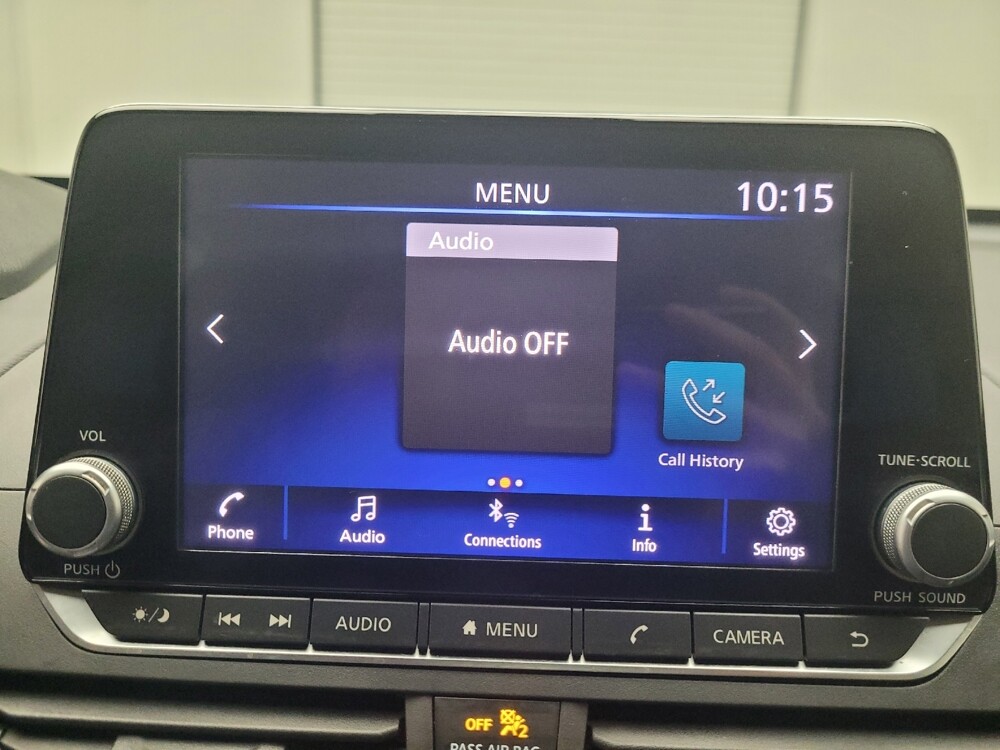 MENU
10:15
Audio
Audio OFF
Call History
VOL
TUNE·SCROLL
Phone
Audio
Connections
Info
Settings
PUSH
PUSH SOUND
AUDIO
MENU
CAMERA
OFF
2
PASS AIR BAG